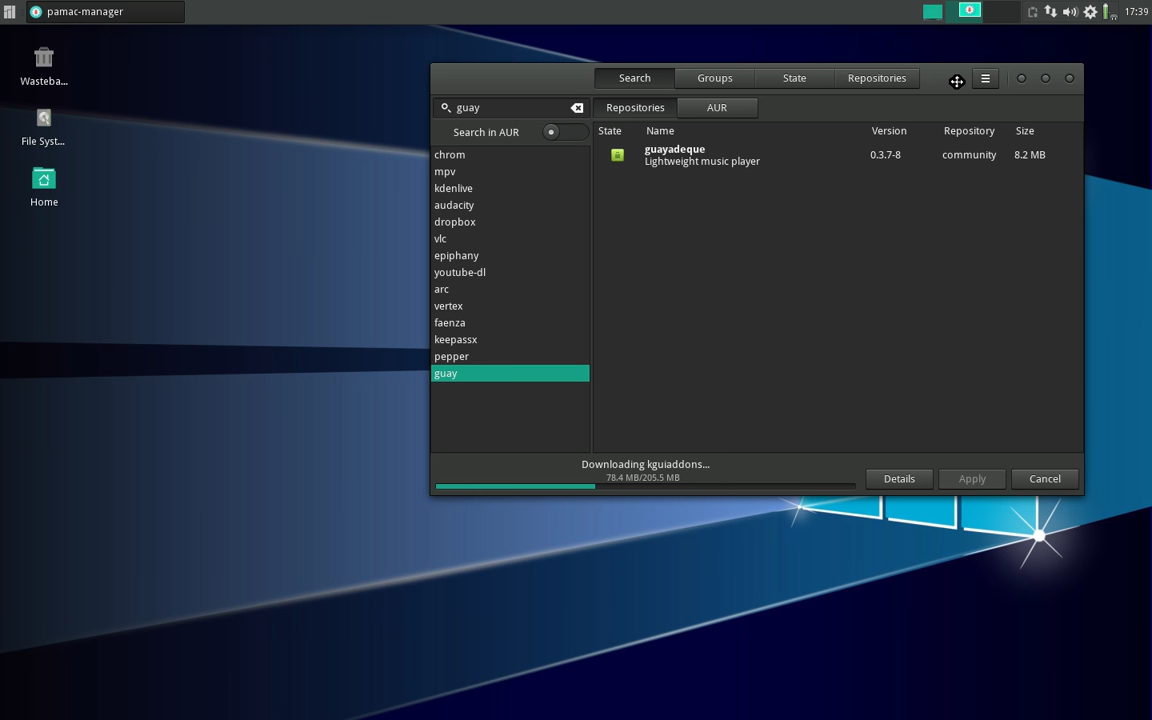 pamac-manager
17:39
Wasteba...
File Syst...
Home
Search
Groups
State
Repositories
guay
Repositories
AUR
Search in AUR
State
Name
Version
Repository
Size
guayadeque
Lightweight music player
0.3.7-8
community
8.2 MB
chrom
mpv
kdenlive
audacity
dropbox
vlc
epiphany
youtube-dl
arc
vertex
faenza
keepassx
pepper
guay
Downloading kguiaddons...
78.4 MB/205.5 MB
Details
Apply
Cancel